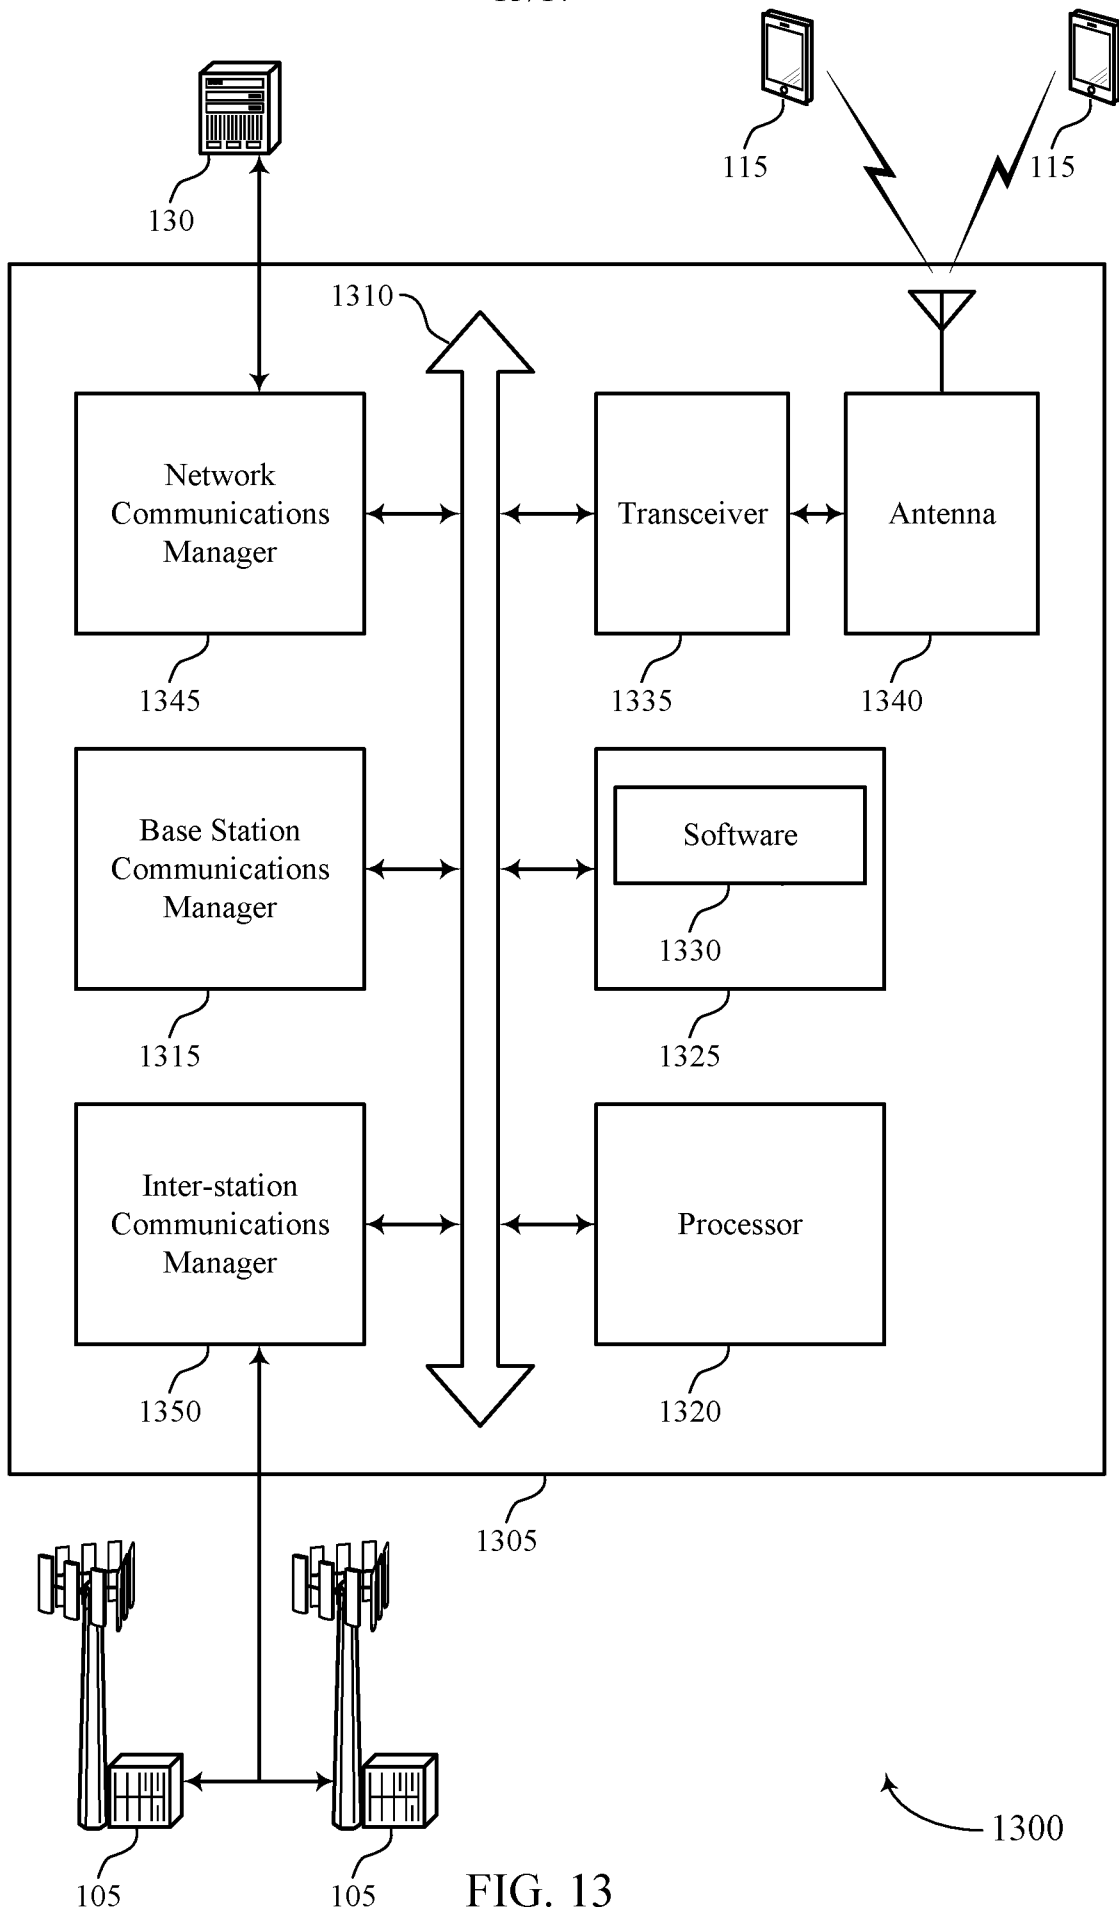 130
115
115
1310
Network
Communications
Manager
Transceiver
Antenna
1345
1335
1340
Base Station
Communications
Manager
Software
1330
1315
1325
Inter-station
Communications
Manager
Processor
1350
1320
1305
1300
105
105
FIG. 13